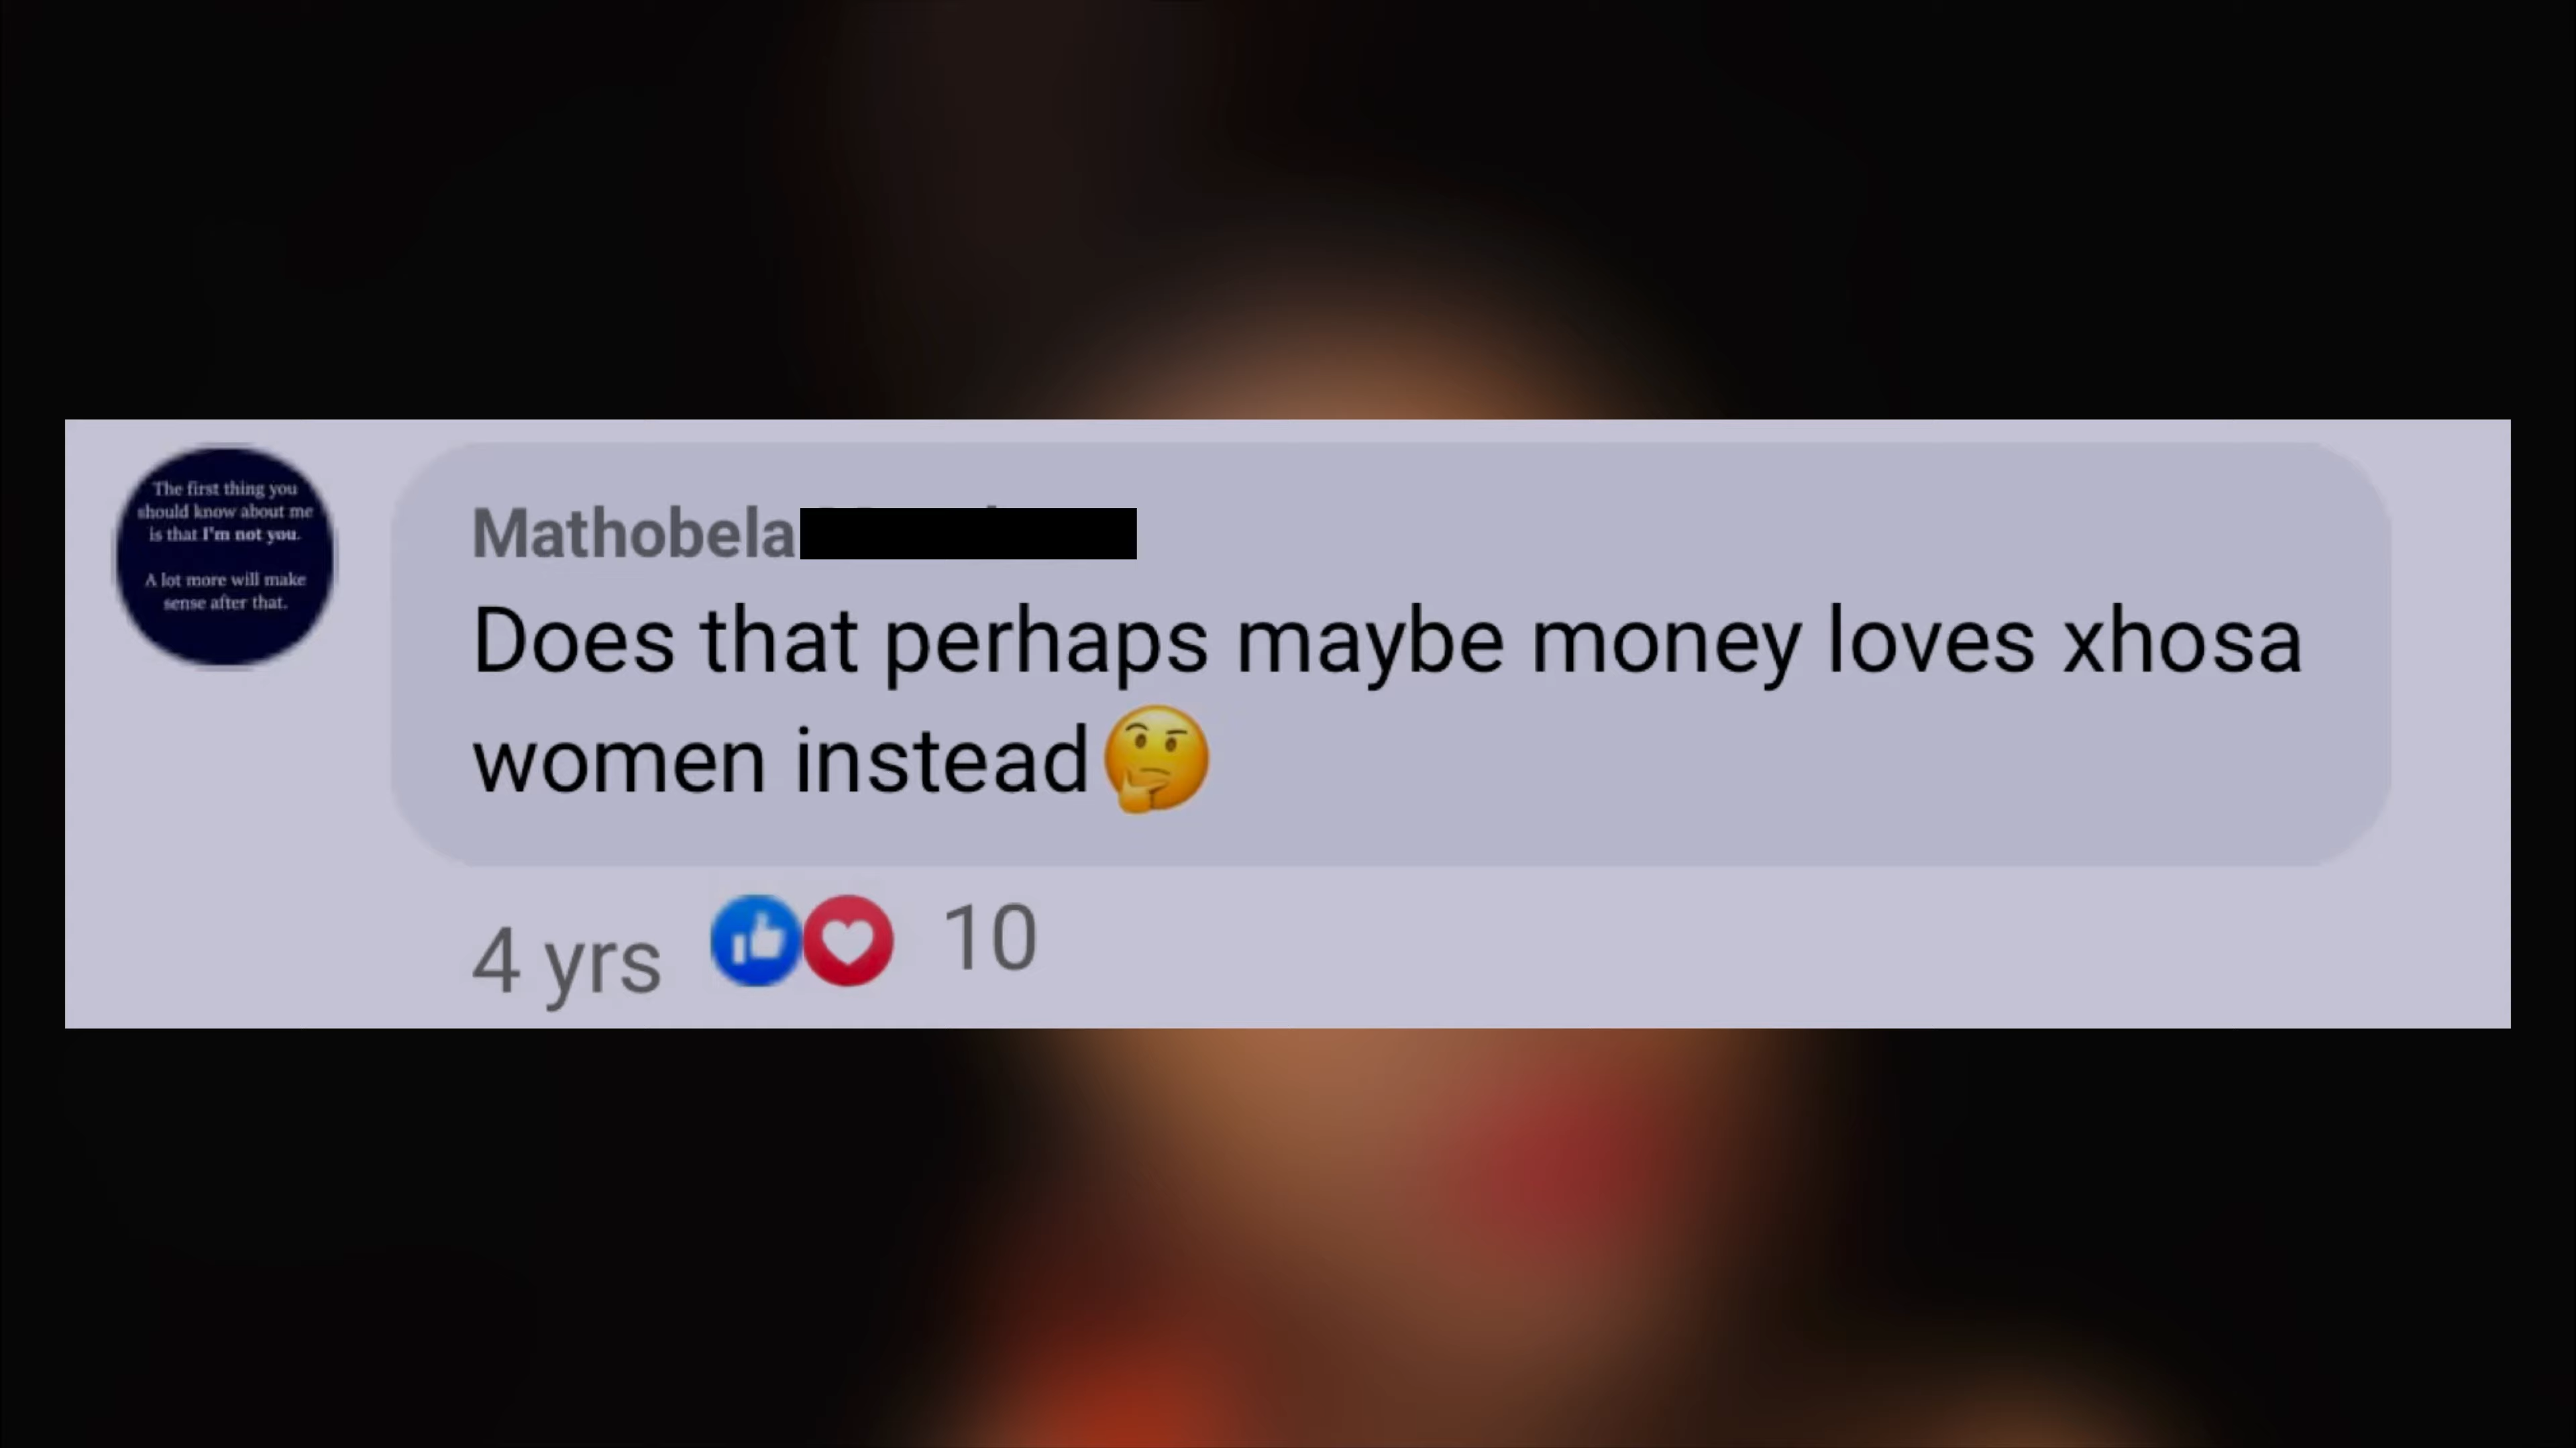 The first thing you
should know about me
is that I'm not you.
A lot more will make
sense after that.
Mathobela
Does that perhaps maybe money loves xhosa
women instead🤔
4 yrs 10